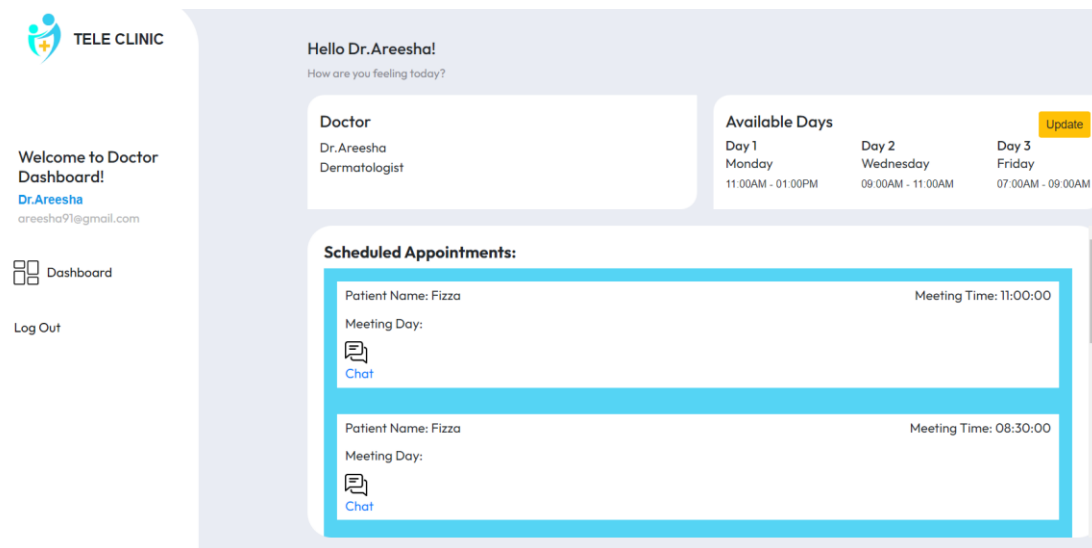 TELE CLINIC
Welcome to Doctor
Dashboard!
Dr.Areesha
areesha91@gmail.com
Dashboard
Log Out
Hello Dr.Areesha!
How are you feeling today?
Doctor
Dr.Areesha
Dermatologist
Available Days
Update
Day 1
Monday
11:00AM - 01:00PM
Day 2
Wednesday
09:00AM - 11:00AM
Day 3
Friday
07:00AM - 09:00AM
Scheduled Appointments:
Patient Name: Fizza
Meeting Time: 11:00:00
Meeting Day:
Chat
Patient Name: Fizza
Meeting Time: 08:30:00
Meeting Day:
Chat